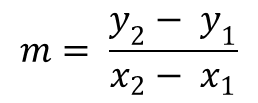 m = (y₂ − y₁) / (x₂ − x₁)